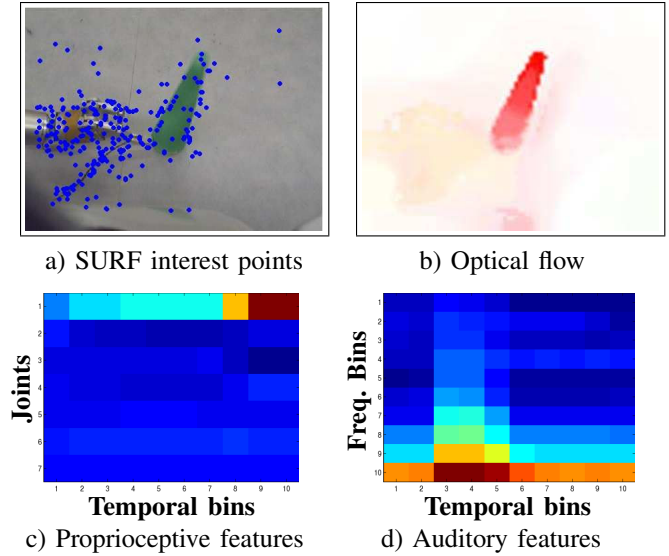 a) SURF interest points
b) Optical flow
1
2
3
4
5
6
7
Joints
1 2 3 4 5 6 7 8 9 10
Temporal bins
c) Proprioceptive features
1
2
3
4
5
6
7
8
9
10
Freq. Bins
1 2 3 4 5 6 7 8 9 10
Temporal bins
d) Auditory features